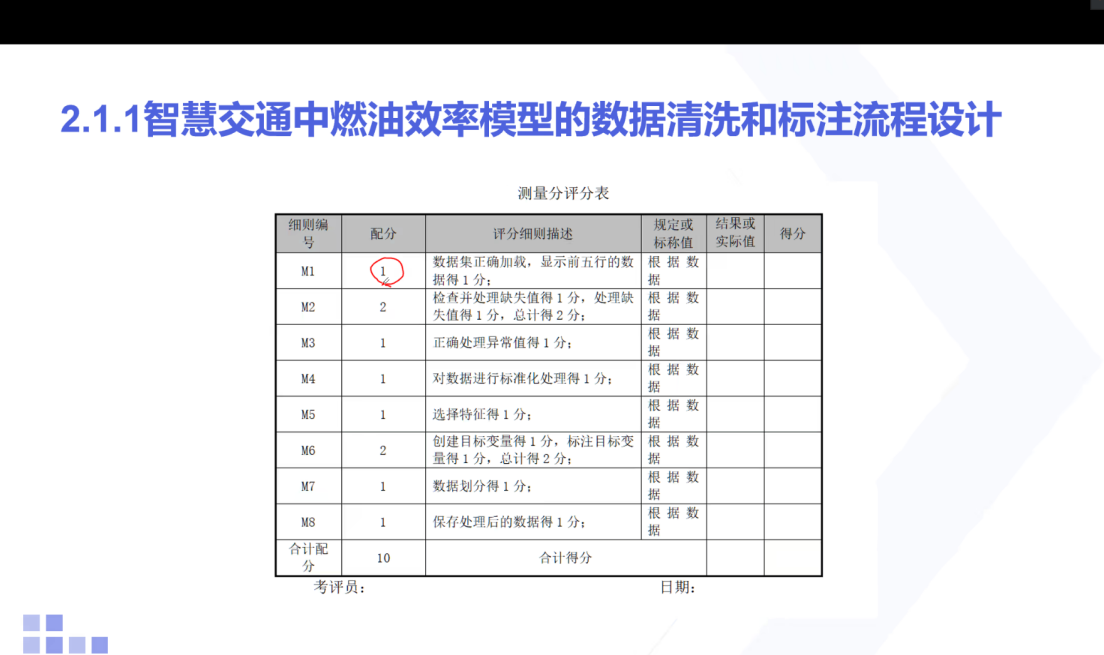 2.1.1智慧交通中燃油效率模型的数据清洗和标注流程设计
测量分评分表
细则编号 配分 评分细则描述 规定或标称值 结果或实际值 得分
M1 1 数据集正确加载，显示前五行的数据得 1 分； 根据数据
M2 2 检查并处理缺失值得 1 分，处理缺失值得 1 分，总计得 2 分； 根据数据
M3 1 正确处理异常值得 1 分； 根据数据
M4 1 对数据进行标准化处理得 1 分； 根据数据
M5 1 选择特征得 1 分； 根据数据
M6 2 创建目标变量得 1 分，标注目标变量得 1 分，总计得 2 分； 根据数据
M7 1 数据划分得 1 分； 根据数据
M8 1 保存处理后的数据得 1 分； 根据数据
合计配分 10 合计得分
考评员： 日期：